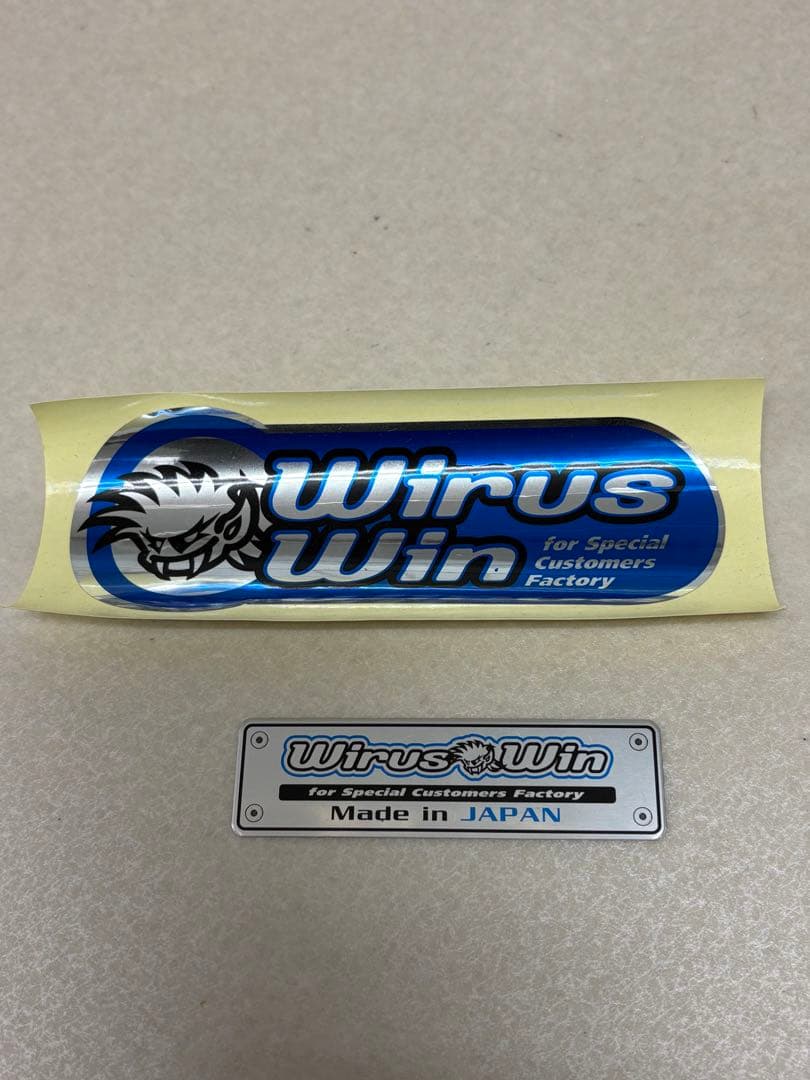 Wirus
Win
for Special
Customers
Factory
Wirus Win
for Special Customers Factory
Made in JAPAN